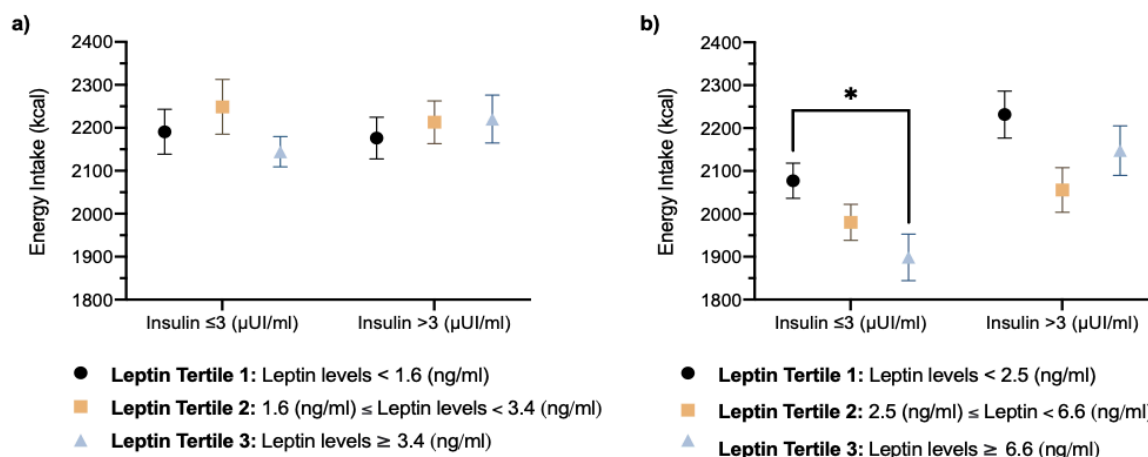 a)
2400
2300
2200
2100
2000
1900
1800
Energy Intake (kcal)
Insulin ≤3 (µUI/ml)
Insulin >3 (µUI/ml)
Leptin Tertile 1: Leptin levels < 1.6 (ng/ml)
Leptin Tertile 2: 1.6 (ng/ml) ≤ Leptin levels < 3.4 (ng/ml)
Leptin Tertile 3: Leptin levels ≥ 3.4 (ng/ml)
b)
2400
2300
2200
2100
2000
1900
1800
Energy Intake (kcal)
*
Insulin ≤3 (µUI/ml)
Insulin >3 (µUI/ml)
Leptin Tertile 1: Leptin levels < 2.5 (ng/ml)
Leptin Tertile 2: 2.5 (ng/ml) ≤ Leptin < 6.6 (ng/ml)
Leptin Tertile 3: Leptin levels ≥ 6.6 (ng/ml)